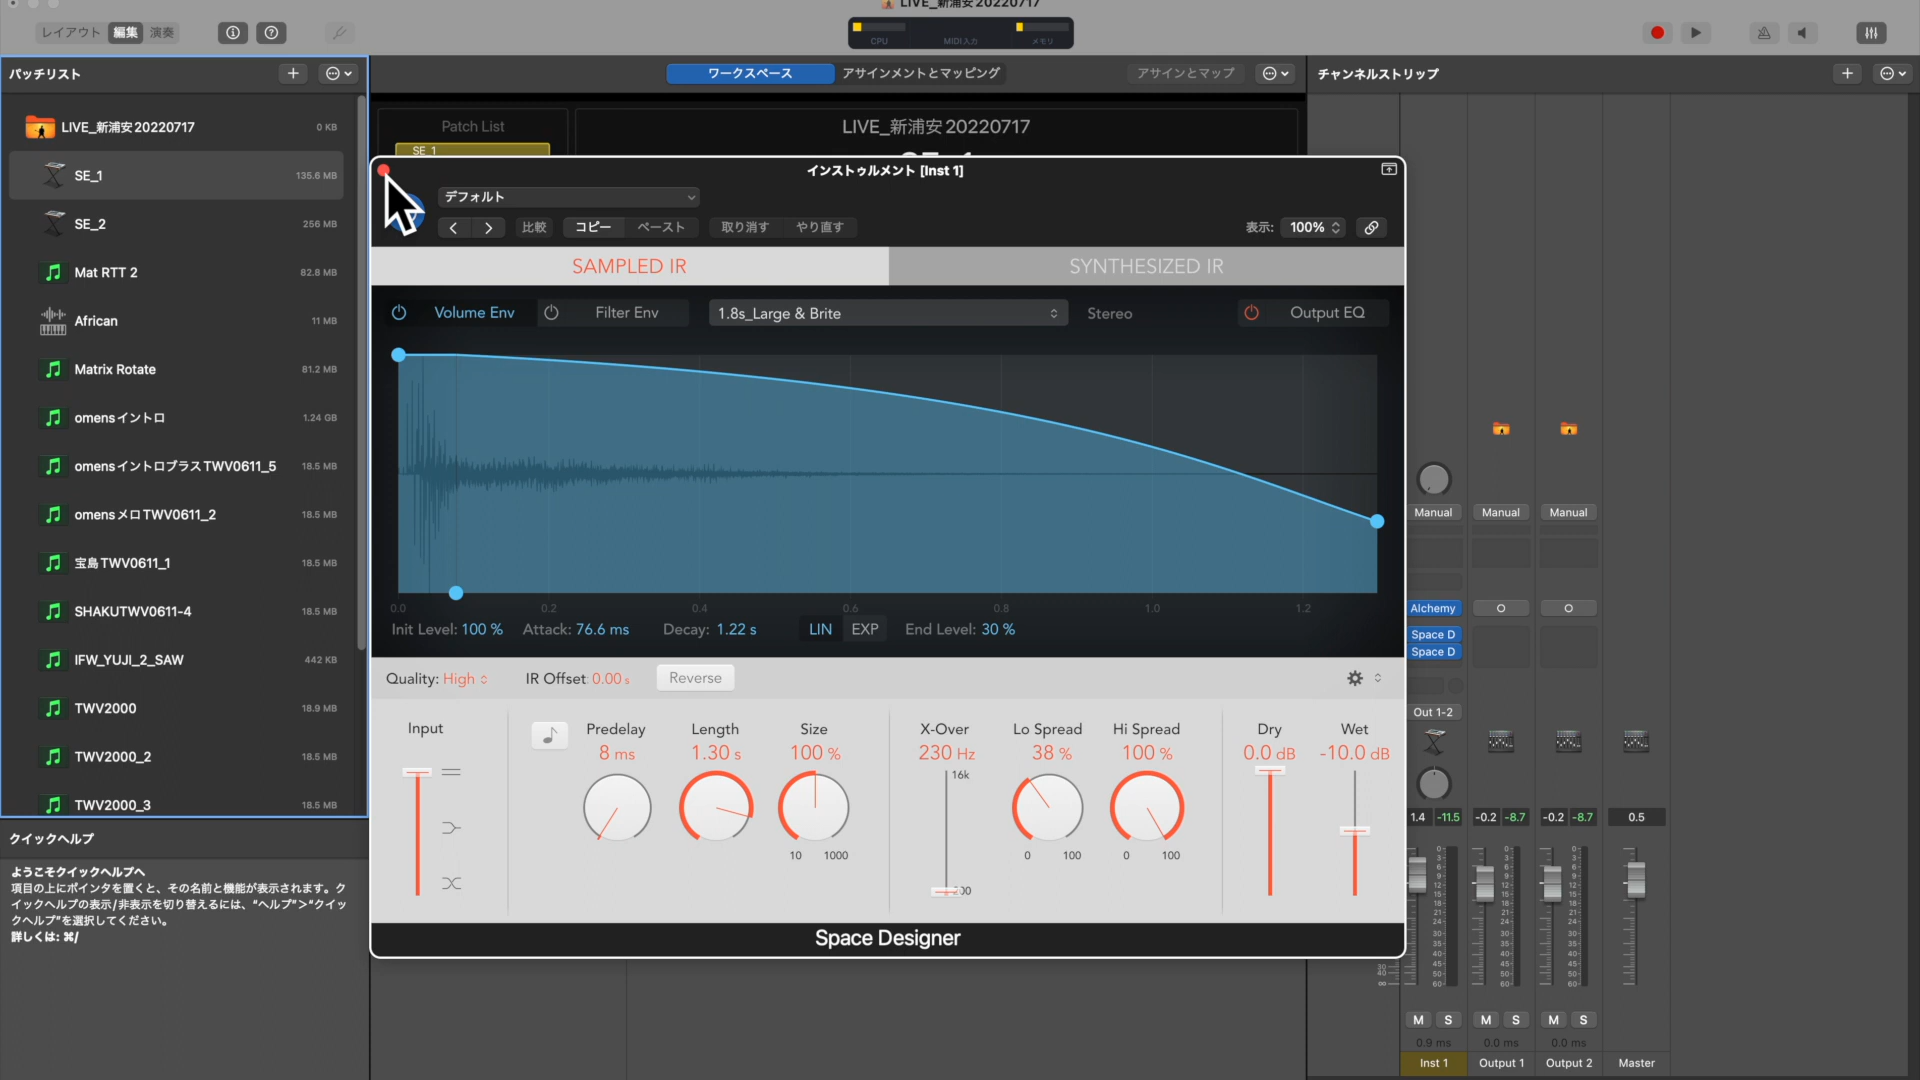 LIVE_新浦安20220717
レイアウト 編集 演奏
CPU MIDI入力 メモリ
パッチリスト
ワークスペース アサインメントとマッピング アサインとマップ
チャンネルストリップ
LIVE_新浦安20220717 0 KB
SE_1 135.6 MB
SE_2 256 MB
Mat RTT 2 82.8 MB
African 11 MB
Matrix Rotate 81.2 MB
omensイントロ 1.24 GB
omensイントロブラスTWV0611_5 18.5 MB
omensメロTWV0611_2 18.5 MB
宝島TWV0611_1 18.5 MB
SHAKUTWV0611-4 18.5 MB
IFW_YUJI_2_SAW 442 KB
TWV2000 18.9 MB
TWV2000_2 18.5 MB
TWV2000_3 18.5 MB
クイックヘルプ
ようこそクイックヘルプへ
項目の上にポインタを置くと、その名前と機能が表示されます。ク
イックヘルプの表示/非表示を切り替えるには、“ヘルプ”>“クイッ
クヘルプ”を選択してください。
詳しくは: ⌘/
Patch List
SE_1
LIVE_新浦安20220717
インストゥルメント [Inst 1]
デフォルト
比較 コピー ペースト 取り消す やり直す
表示: 100%
SAMPLED IR SYNTHESIZED IR
Volume Env Filter Env 1.8s_Large & Brite Stereo Output EQ
0.0 0.2 0.4 0.6 0.8 1.0 1.2
Init Level: 100 % Attack: 76.6 ms Decay: 1.22 s LIN EXP End Level: 30 %
Quality: High IR Offset 0.00 s Reverse
Input
Predelay Length Size X-Over Lo Spread Hi Spread Dry Wet
8 ms 1.30 s 100 % 230 Hz 38 % 100 % 0.0 dB -10.0 dB
16k
10 1000 0 100 0 100
Space Designer
Manual Manual Manual
Alchemy
Space D
Space D
Out 1-2
1.4 -11.5 -0.2 -8.7 -0.2 -8.7 0.5
M S M S M S
0.9 ms 0.0 ms 0.0 ms
Inst 1 Output 1 Output 2 Master